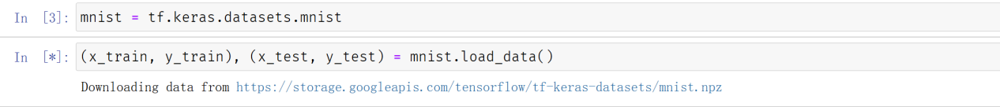 In [3]: mnist = tf.keras.datasets.mnist
In [*]: (x_train, y_train), (x_test, y_test) = mnist.load_data()
Downloading data from https://storage.googleapis.com/tensorflow/tf-keras-datasets/mnist.npz